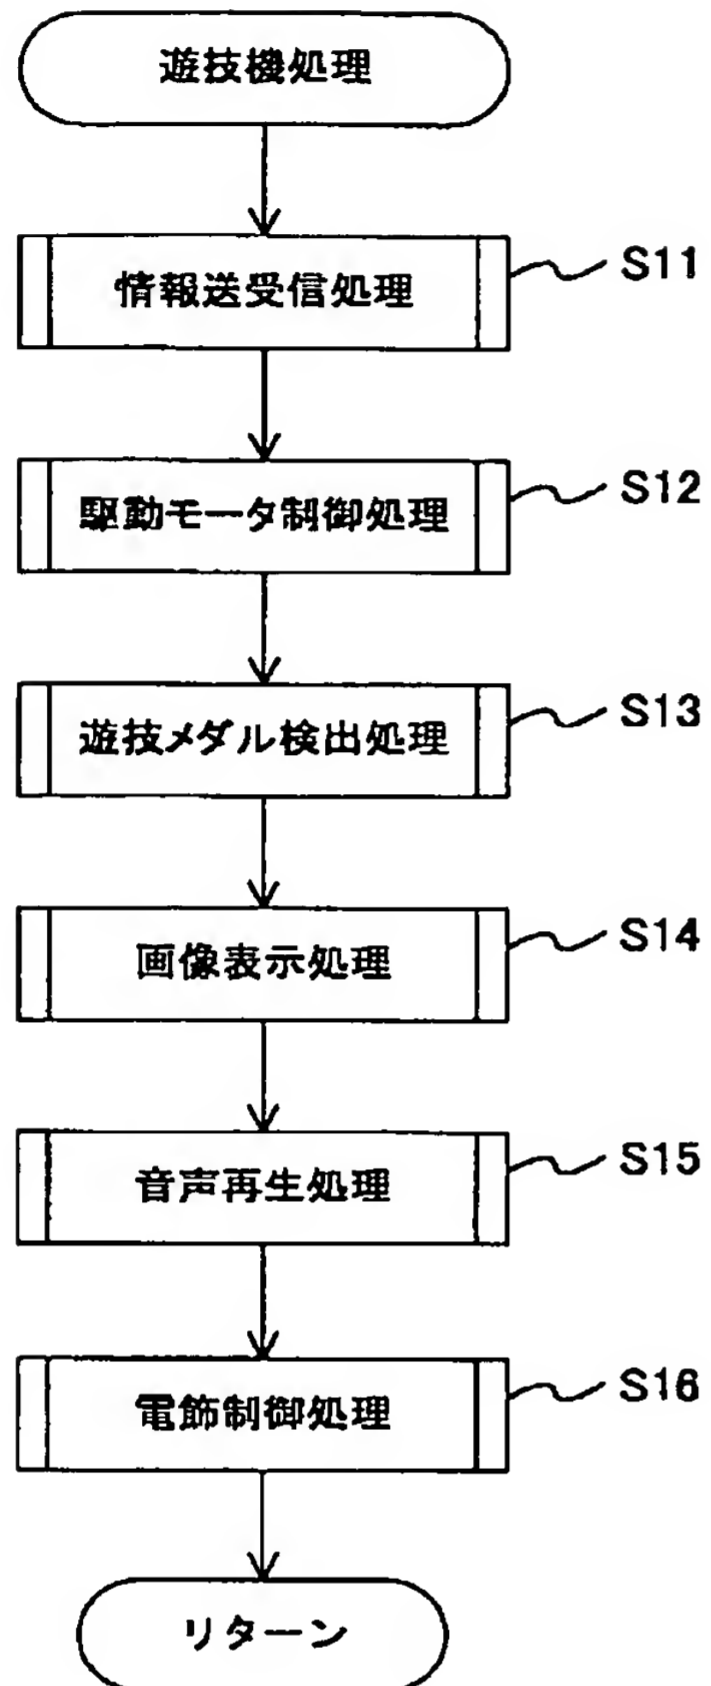 遊技機処理
情報送受信処理
S11
駆動モータ制御処理
S12
遊技メダル検出処理
S13
画像表示処理
S14
音声再生処理
S15
電飾制御処理
S16
リターン